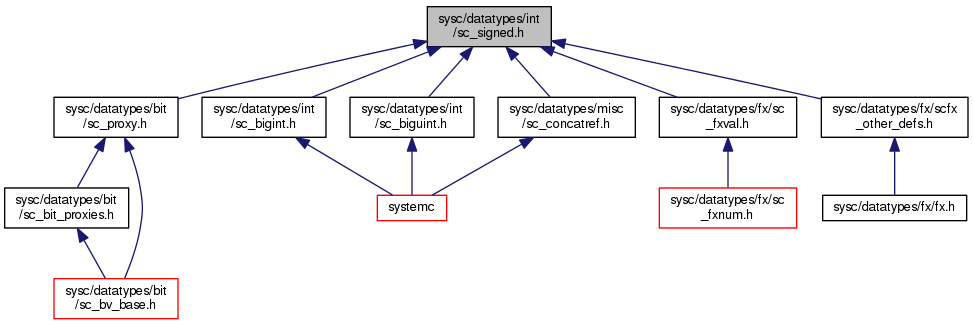 sysc/datatypes/int
/sc_signed.h
sysc/datatypes/bit
/sc_proxy.h
sysc/datatypes/int
/sc_bigint.h
sysc/datatypes/int
/sc_biguint.h
sysc/datatypes/misc
/sc_concatref.h
sysc/datatypes/fx/sc
_fxval.h
sysc/datatypes/fx/scfx
_other_defs.h
sysc/datatypes/bit
/sc_bit_proxies.h
systemc
sysc/datatypes/fx/sc
_fxnum.h
sysc/datatypes/fx/fx.h
sysc/datatypes/bit
/sc_bv_base.h